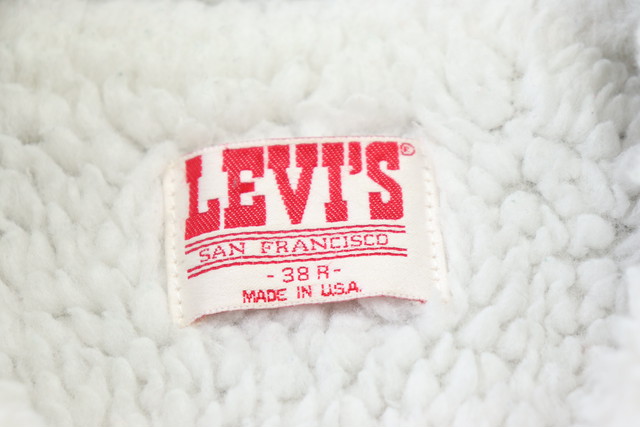 LEVI'S®
SAN FRANCISCO
- 38 R -
MADE IN U.S.A.